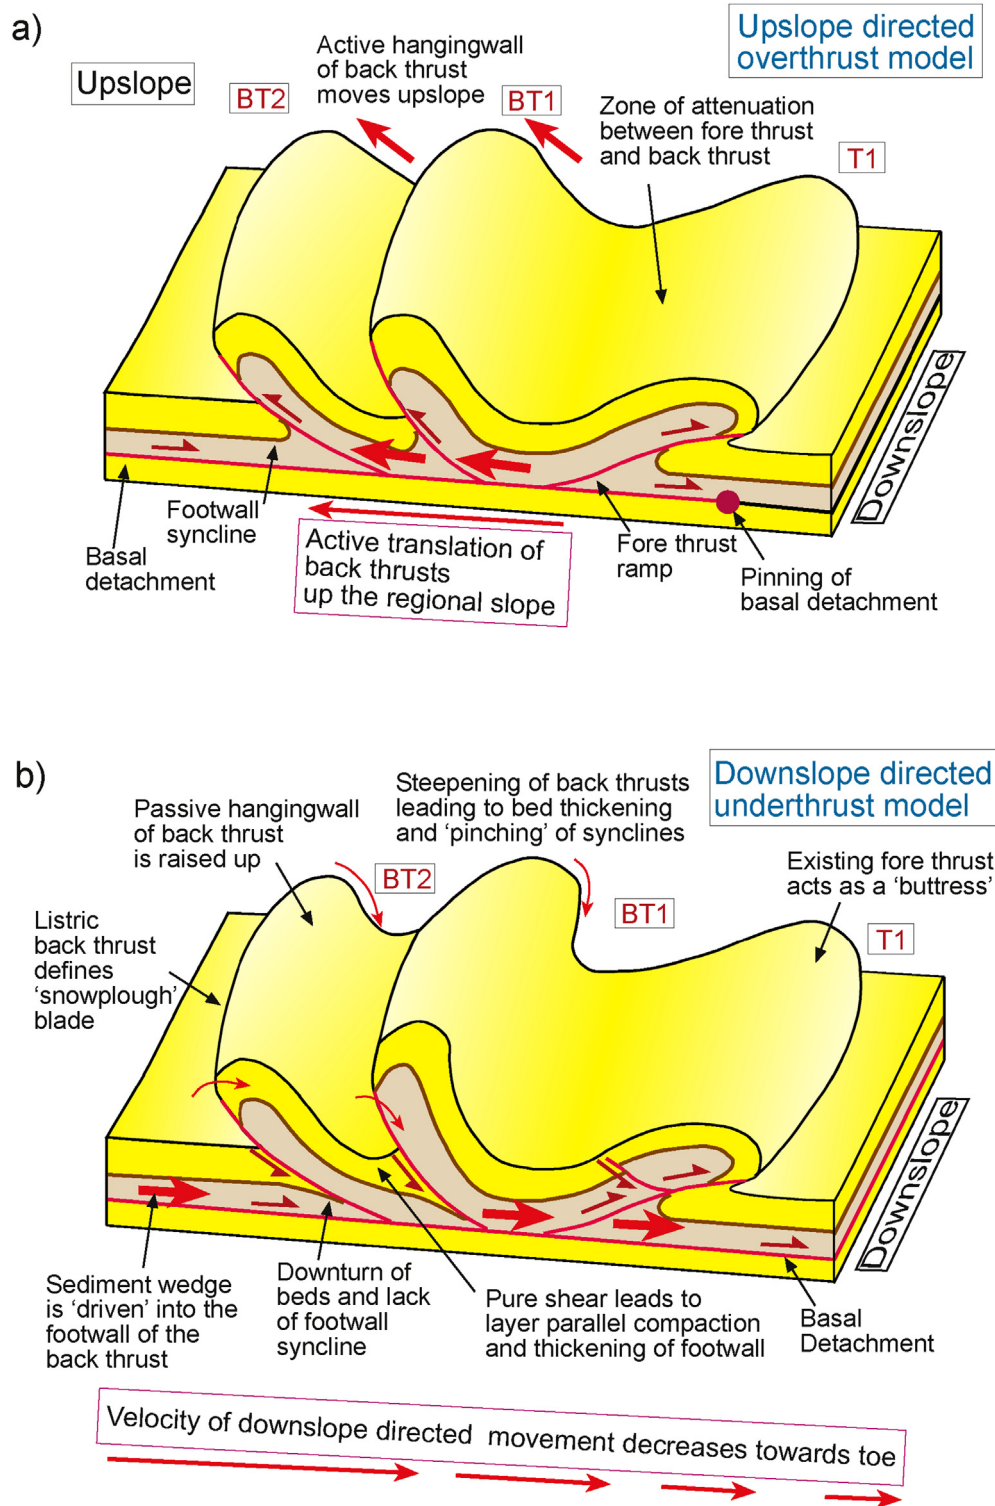 a)
Upslope directed
overthrust model
Upslope
BT2
Active hangingwall
of back thrust
moves upslope
BT1
Zone of attenuation
between fore thrust
and back thrust
T1
Downslope
Footwall
syncline
Basal
detachment
Active translation of
back thrusts
up the regional slope
Fore thrust
ramp
Pinning of
basal detachment
b)
Downslope directed
underthrust model
Steepening of back thrusts
leading to bed thickening
and ‘pinching’ of synclines
Passive hangingwall
of back thrust
is raised up
BT2
BT1
Existing fore thrust
acts as a ‘buttress’
T1
Listric
back thrust
defines
‘snowplough’
blade
Downslope
Sediment wedge
is ‘driven’ into the
footwall of the
back thrust
Downturn of
beds and lack
of footwall
syncline
Pure shear leads to
layer parallel compaction
and thickening of footwall
Basal
Detachment
Velocity of downslope directed movement decreases towards toe